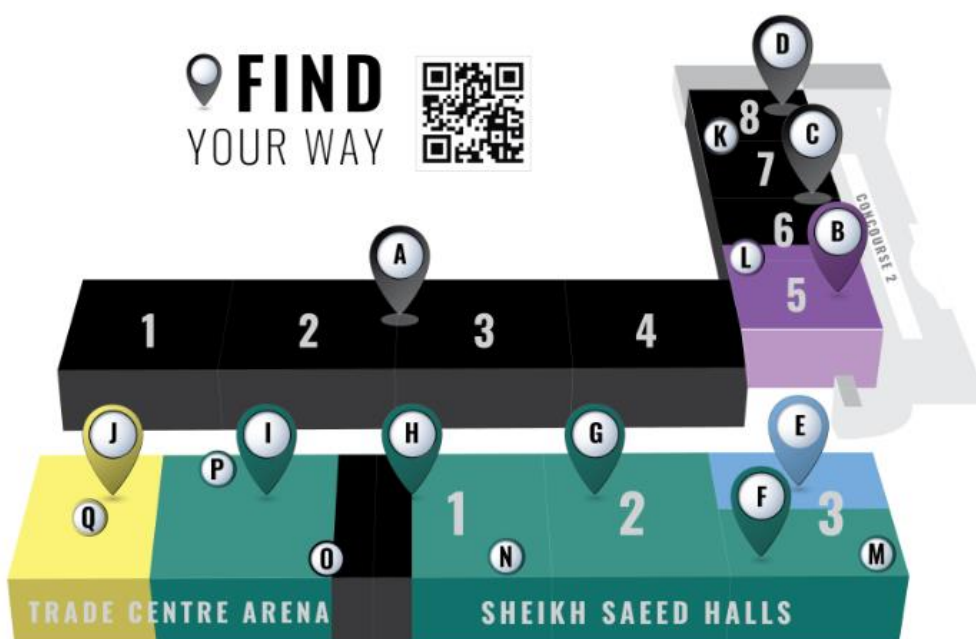 FIND
YOUR WAY
D
8
K
C
7
6
B
L
CONCOURSE 2
5
A
1
2
3
4
J
I
H
G
E
P
F
Q
1
2
3
O
N
M
TRADE CENTRE ARENA
SHEIKH SAEED HALLS